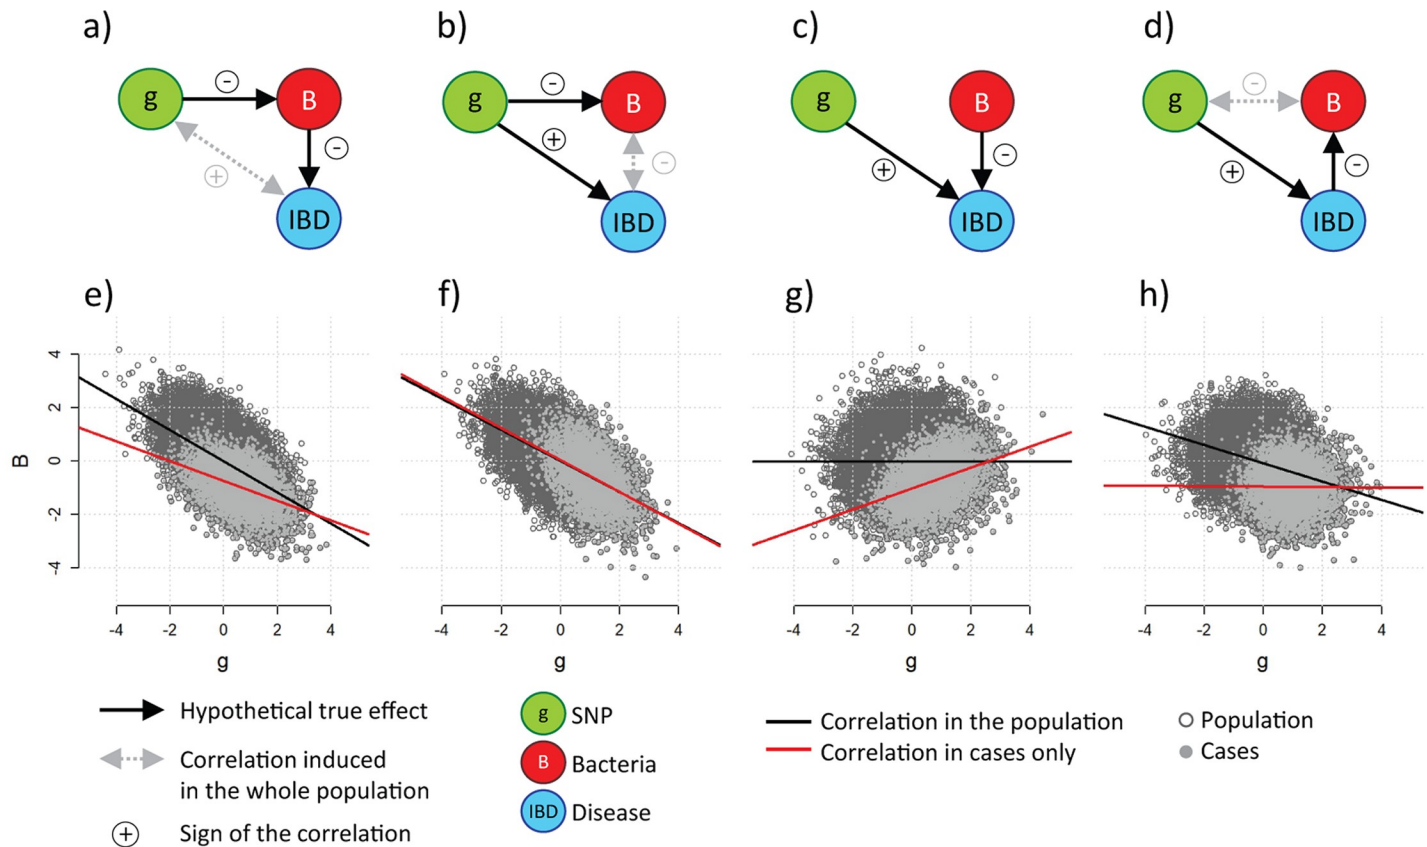 a) b) c) d)
g - B g - B g B g - B
+ - + - + - + -
IBD IBD IBD IBD
e) f) g) h)
4
2
0
-2
-4
B
-4 -2 0 2 4 -4 -2 0 2 4 -4 -2 0 2 4 -4 -2 0 2 4
g g g g
Hypothetical true effect
Correlation induced
in the whole population
+ Sign of the correlation
g SNP
B Bacteria
IBD Disease
Correlation in the population
Correlation in cases only
Population
Cases